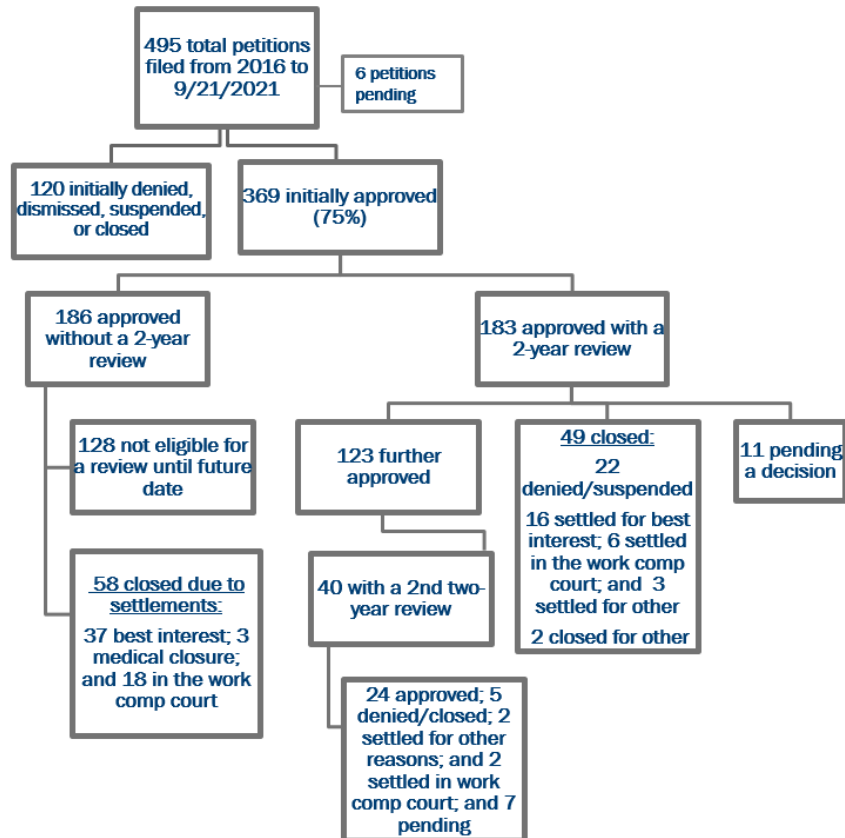 495 total petitions
filed from 2016 to
9/21/2021
6 petitions
pending
120 initially denied,
dismissed, suspended,
or closed
369 initially approved
(75%)
186 approved
without a 2-year
review
183 approved with a
2-year review
128 not eligible for
a review until future
date
58 closed due to
settlements:
37 best interest; 3
medical closure;
and 18 in the work
comp court
123 further
approved
40 with a 2nd two-
year review
24 approved; 5
denied/closed; 2
settled for other
reasons; and 2
settled in work
comp court; and 7
pending
49 closed:
22
denied/suspended
16 settled for best
interest; 6 settled
in the work comp
court; and 3
settled for other
2 closed for other
11 pending
a decision